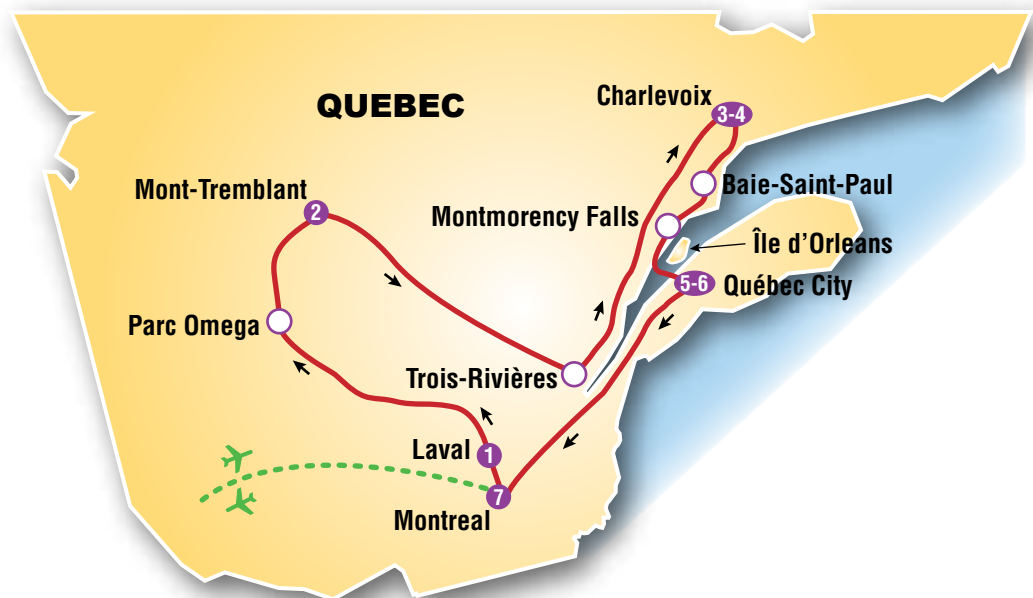 QUEBEC
Charlevoix
3-4
Mont-Tremblant
2
Baie-Saint-Paul
Montmorency Falls
Île d'Orleans
5-6
Québec City
Parc Omega
Trois-Rivières
Laval
1
7
Montreal